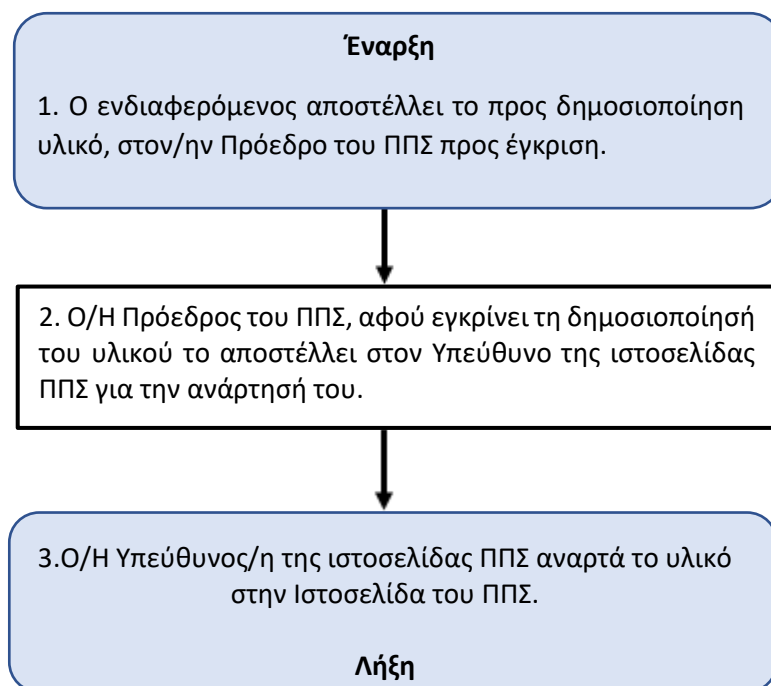 Έναρξη
1. Ο ενδιαφερόμενος αποστέλλει το προς δημοσιοποίηση
υλικό, στον/ην Πρόεδρο του ΠΠΣ προς έγκριση.
2. Ο/Η Πρόεδρος του ΠΠΣ, αφού εγκρίνει τη δημοσιοποίησή
του υλικού το αποστέλλει στον Υπεύθυνο της ιστοσελίδας
ΠΠΣ για την ανάρτησή του.
3.Ο/Η Υπεύθυνος/η της ιστοσελίδας ΠΠΣ αναρτά το υλικό
στην Ιστοσελίδα του ΠΠΣ.
Λήξη